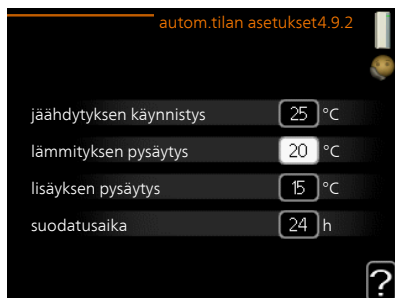 autom.tilan asetukset4.9.2
jäähdytyksen käynnistys 25 °C
lämmityksen pysäytys 20 °C
lisäyksen pysäytys 15 °C
suodatusaika 24 h
?